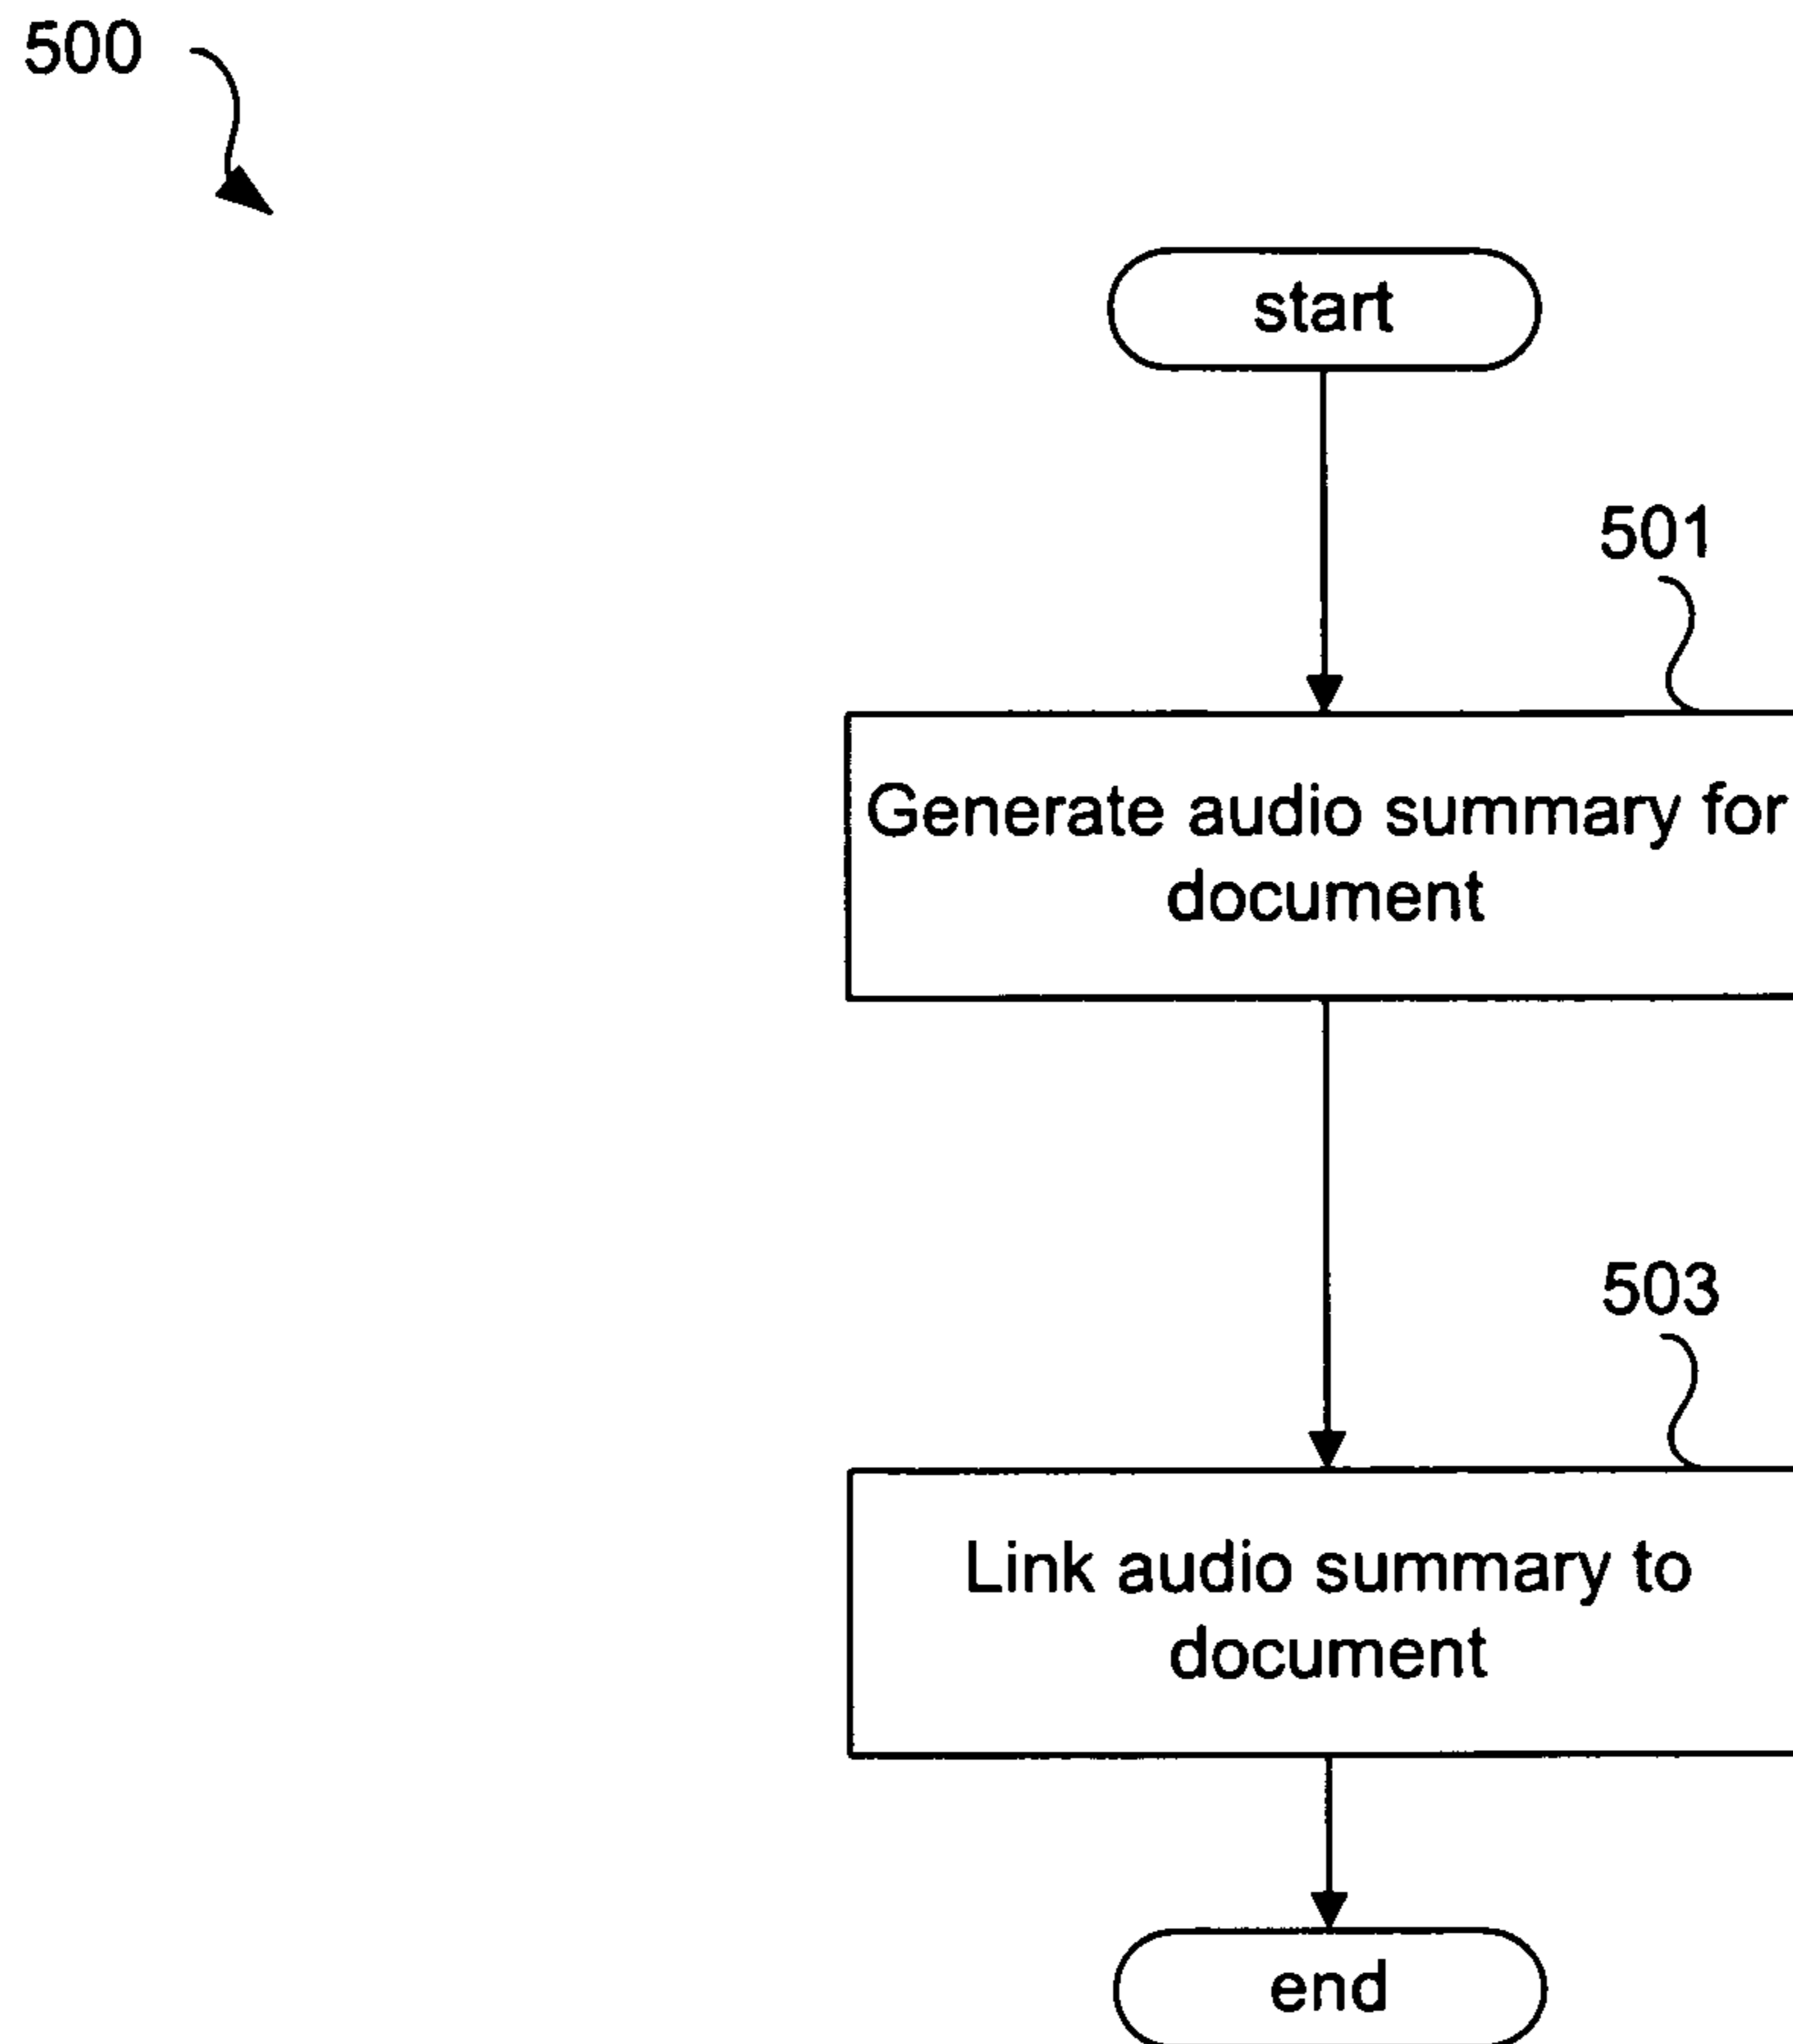 500
start
501
Generate audio summary for
document
503
Link audio summary to
document
end